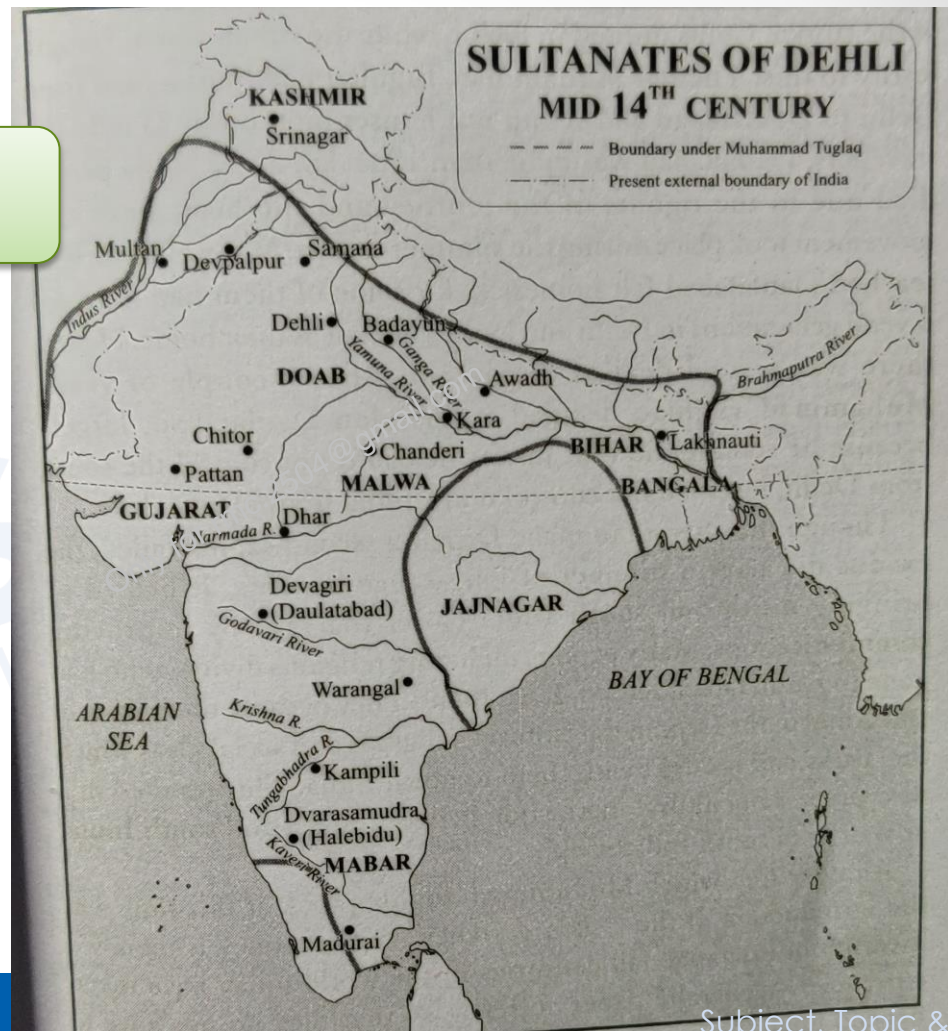 SULTANATES OF DEHLI
MID 14TH CENTURY
Boundary under Muhammad Tuglaq
Present external boundary of India
KASHMIR
Srinagar
Multan
Devpalpur
Samana
Indus River
Dehli
Badayun
Yamuna River
Ganga River
DOAB
Awadh
Brahmaputra River
Kara
Chitor
Chanderi
BIHAR
Lakanauti
Pattan
MALWA
BANGALA
GUJARAT
Dhar
Narmada R.
Devagiri
(Daulatabad)
JAJNAGAR
Godavari River
Warangal
BAY OF BENGAL
ARABIAN
SEA
Krishna R.
Tungabhadra R.
Kampili
Dvarasamudra
(Halebidu)
Kaveri River
MABAR
Madurai
Subject, Topic &